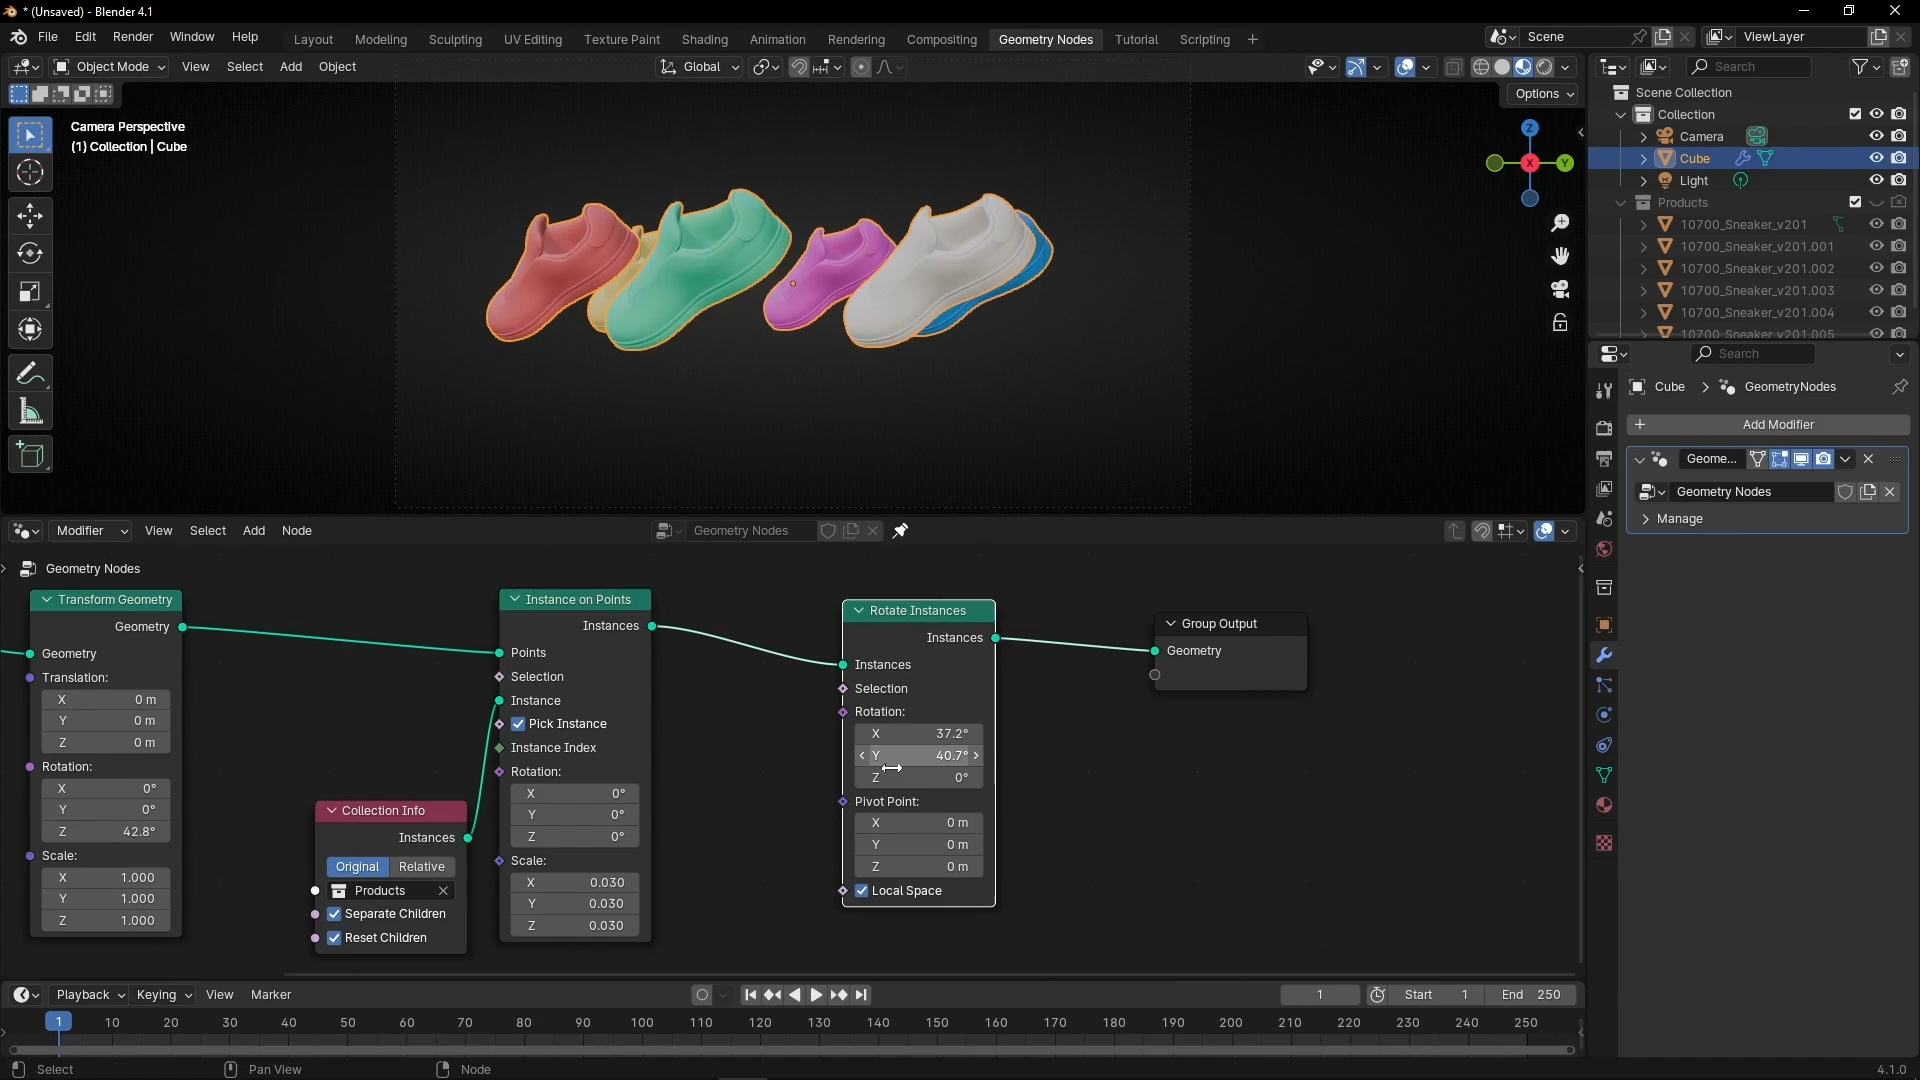 * (Unsaved) - Blender 4.1
File Edit Render Window Help
Layout Modeling Sculpting UV Editing Texture Paint Shading Animation Rendering Compositing Geometry Nodes Tutorial Scripting
Scene
ViewLayer
Object Mode View Select Add Object
Global
Options
Camera Perspective
(1) Collection | Cube
Z
X
Y
Search
Scene Collection
Collection
Camera
Cube
Light
Products
10700_Sneaker_v201
10700_Sneaker_v201.001
10700_Sneaker_v201.002
10700_Sneaker_v201.003
10700_Sneaker_v201.004
10700_Sneaker_v201.005
Search
Cube > GeometryNodes
Add Modifier
Geome...
Geometry Nodes
Manage
Modifier View Select Add Node
Geometry Nodes
Geometry Nodes
Transform Geometry
Geometry
Geometry
Translation:
X 0 m
Y 0 m
Z 0 m
Rotation:
X 0°
Y 0°
Z 42.8°
Scale:
X 1.000
Y 1.000
Z 1.000
Collection Info
Instances
Original Relative
Products
Separate Children
Reset Children
Instance on Points
Instances
Points
Selection
Instance
Pick Instance
Instance Index
Rotation:
X 0°
Y 0°
Z 0°
Scale:
X 0.030
Y 0.030
Z 0.030
Rotate Instances
Instances
Instances
Selection
Rotation:
X 37.2°
Y 40.7°
Z 0°
Pivot Point:
X 0 m
Y 0 m
Z 0 m
Local Space
Group Output
Geometry
Playback Keying View Marker
1
Start 1
End 250
1 10 20 30 40 50 60 70 80 90 100 110 120 130 140 150 160 170 180 190 200 210 220 230 240 250
Select
Pan View
Node
4.1.0